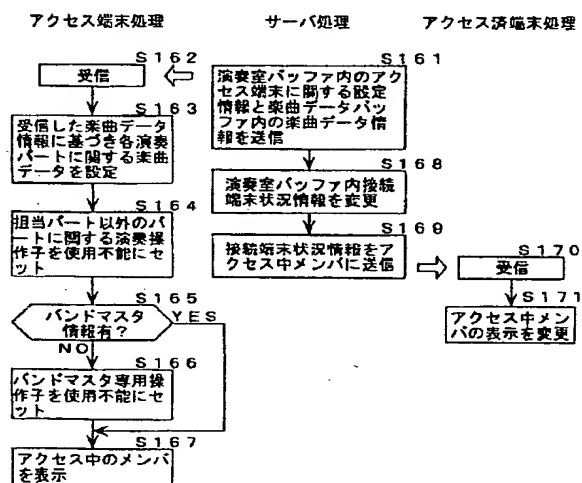 アクセス端末処理
サーバ処理
アクセス済端末処理
S162
受信
S163
受信した楽曲データ
情報に基づき各演奏
パートに関する楽曲
データを設定
S164
担当パート以外のパ
ートに関する演奏操
作子を使用不能にセ
ット
S165
バンドマスタ
情報有?
YES
NO
S166
バンドマスタ専用操
作子を使用不能にセ
ット
S167
アクセス中のメンバ
を表示
S161
演奏室バッファ内のアク
セス端末に関する設定
情報と楽曲データバッ
ファ内の楽曲データ情
報を送信
S168
演奏室バッファ内接続
端末状況情報を変更
S169
接続端末状況情報をア
クセス中メンバに送信
S170
受信
S171
アクセス中メン
バの表示を変更